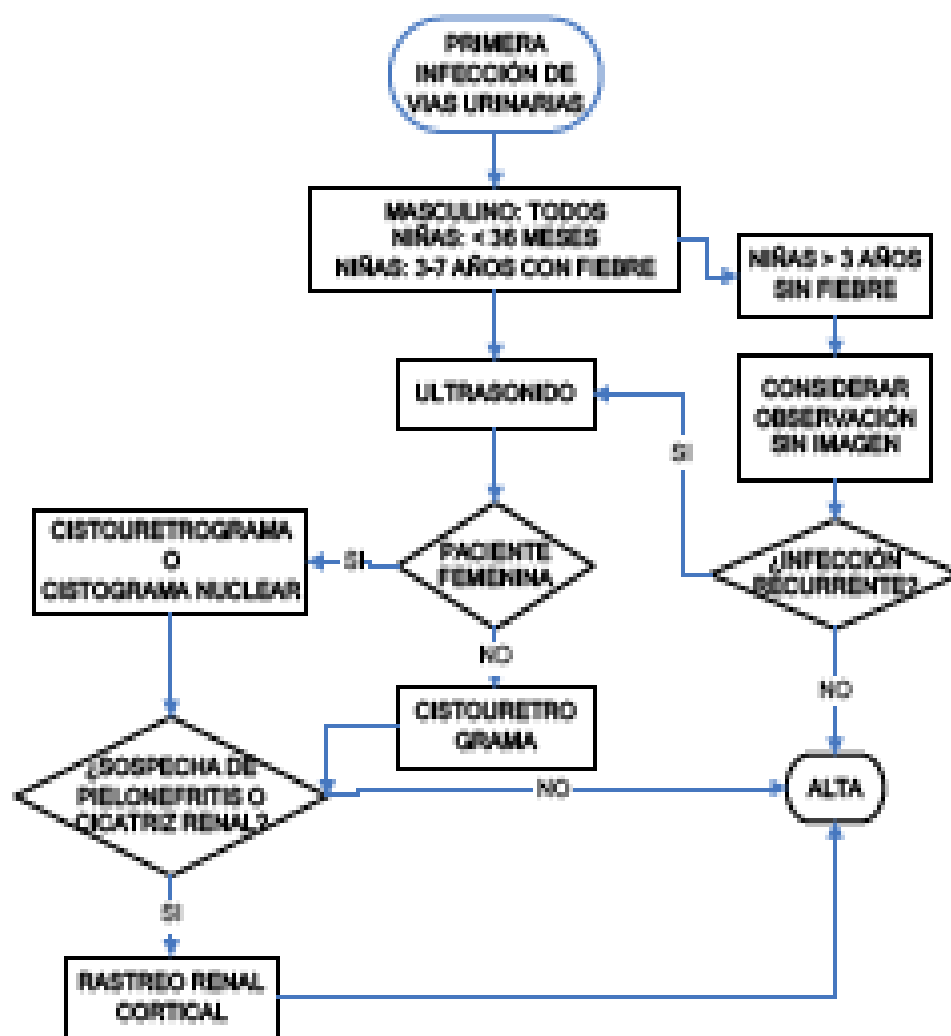 PRIMERA
INFECCIÓN DE
VIAS URINARIAS
MASCULINO: TODOS
NIÑAS: < 36 MESES
NIÑAS: 3-7 AÑOS CON FIEBRE
NIÑAS > 3 AÑOS
SIN FIEBRE
ULTRASONIDO
CONSIDERAR
OBSERVACIÓN
SIN IMAGEN
SI
CISTOURETROGRAMA
O
CISTOGRAMA NUCLEAR
SI
PACIENTE
FEMENINA
¿INFECCIÓN
RECURRENTE?
NO
NO
CISTOURETRO
GRAMA
¿SOSPECHA DE
PIELONEFRITIS O
CICATRIZ RENAL?
NO
ALTA
SI
RASTREO RENAL
CORTICAL